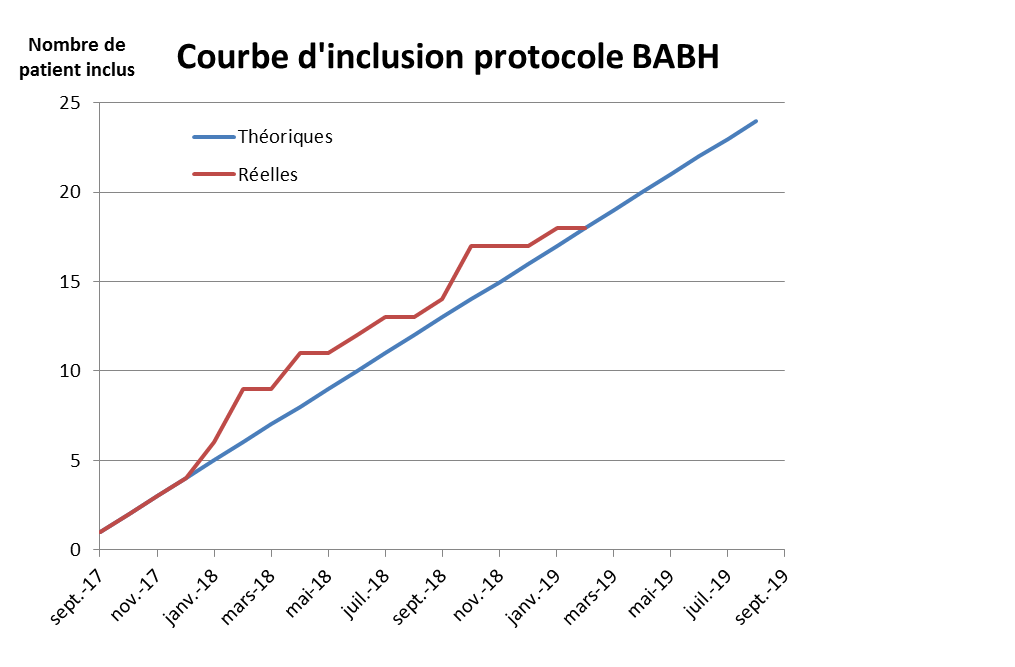 Nombre de
patient inclus
Courbe d'inclusion protocole BABH
25
20
15
10
5
0
Théoriques
Réelles
sept.-17
nov.-17
janv.-18
mars-18
mai-18
juil.-18
sept.-18
nov.-18
janv.-19
mars-19
mai-19
juil.-19
sept.-19